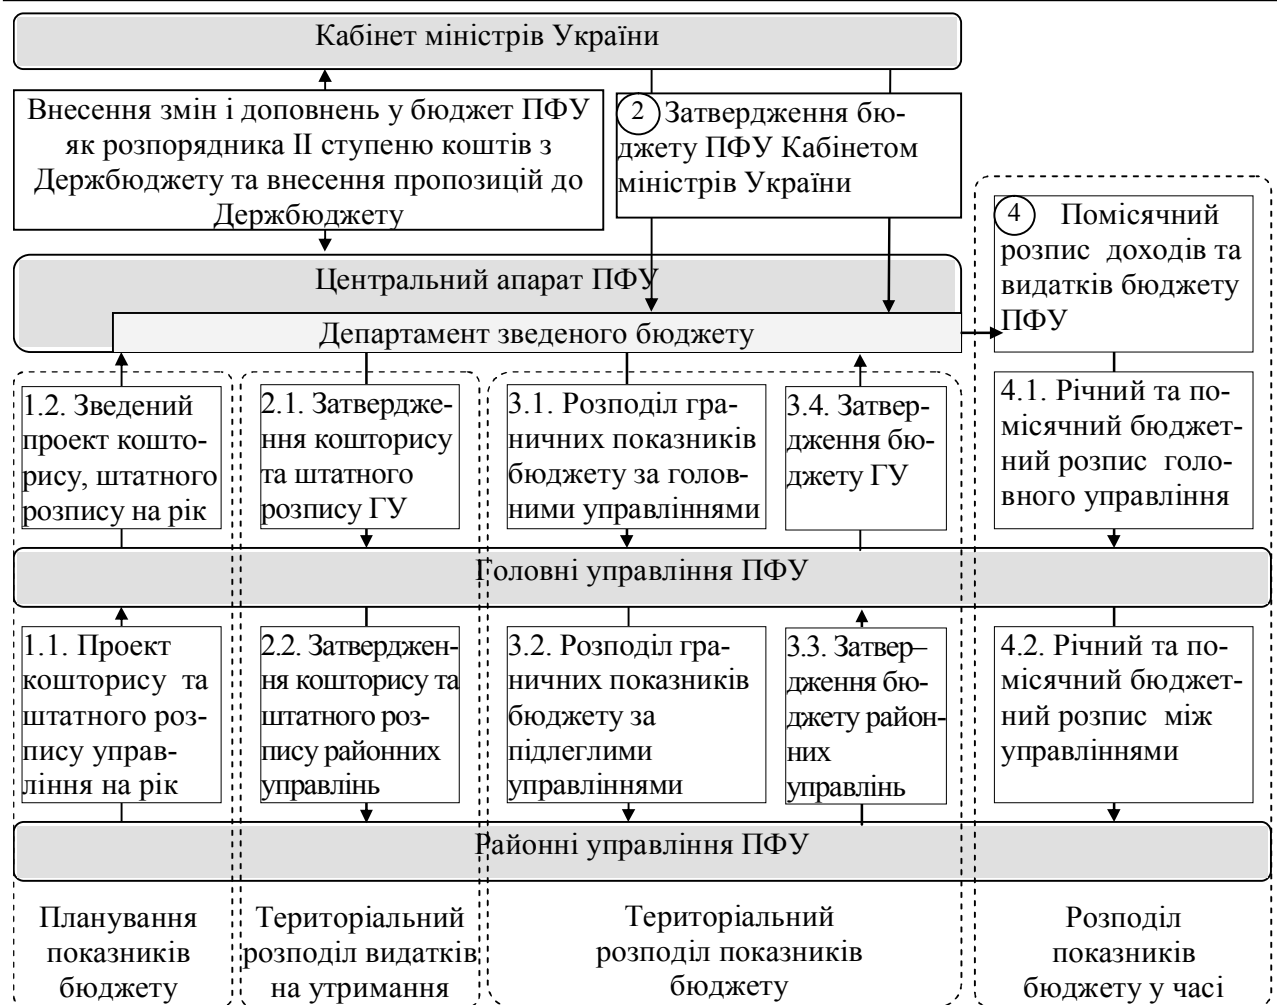 Кабінет міністрів України
Внесення змін і доповнень у бюджет ПФУ
як розпорядника ІІ ступеню коштів з
Держбюджету та внесення пропозицій до
Держбюджету
2 Затвердження бю-
джету ПФУ Кабінетом
міністрів України
4 Помісячний
розпис доходів та
видатків бюджету
ПФУ
Центральний апарат ПФУ
Департамент зведеного бюджету
1.2. Зведений
проект кошто-
рису, штатного
розпису на рік
2.1. Затвердже-
ння кошторису
та штатного
розпису ГУ
3.1. Розподіл гра-
ничних показників
бюджету за голов-
ними управліннями
3.4. Затвер-
дження бю-
джету ГУ
4.1. Річний та по-
місячний бюджет-
ний розпис голо-
вного управління
Головні управління ПФУ
1.1. Проект
кошторису та
штатного роз-
пису управ-
ління на рік
2.2. Затверджен-
ня кошторису та
штатного роз-
пису районних
управлінь
3.2. Розподіл гра-
ничних показників
бюджету за
підлеглими
управліннями
3.3. Затвер–
дження бю-
джету район-
них
управлінь
4.2. Річний та по-
місячний бюджет-
ний розпис між
управліннями
Районні управління ПФУ
Планування
показників
бюджету
Територіальний
розподіл видатків
на утримання
Територіальний
розподіл показників
бюджету
Розподіл
показників
бюджету у часі